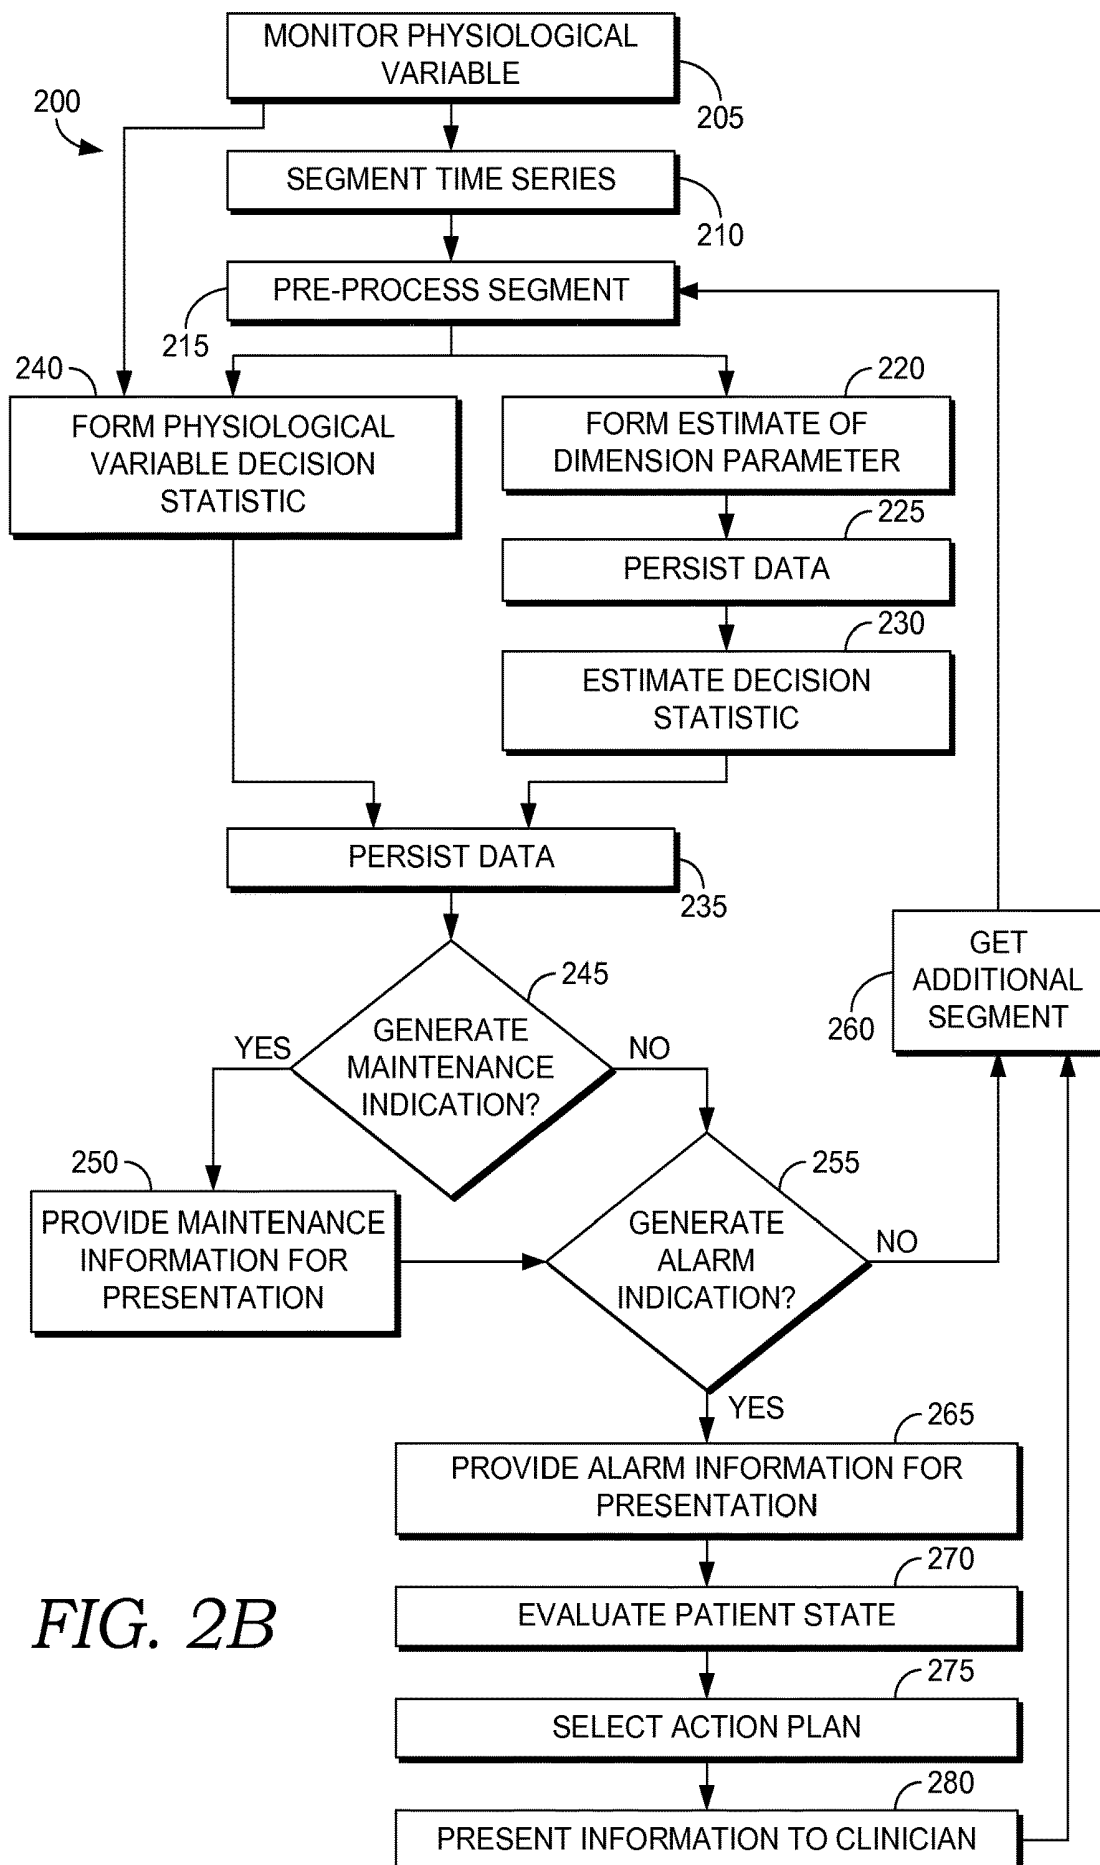 MONITOR PHYSIOLOGICAL
VARIABLE
200
205
SEGMENT TIME SERIES
210
PRE-PROCESS SEGMENT
215
240
FORM PHYSIOLOGICAL
VARIABLE DECISION
STATISTIC
220
FORM ESTIMATE OF
DIMENSION PARAMETER
225
PERSIST DATA
230
ESTIMATE DECISION
STATISTIC
PERSIST DATA
235
GET
ADDITIONAL
SEGMENT
260
245
GENERATE
MAINTENANCE
INDICATION?
YES
NO
250
PROVIDE MAINTENANCE
INFORMATION FOR
PRESENTATION
255
GENERATE
ALARM
INDICATION?
NO
YES
265
PROVIDE ALARM INFORMATION FOR
PRESENTATION
270
EVALUATE PATIENT STATE
275
SELECT ACTION PLAN
280
PRESENT INFORMATION TO CLINICIAN
FIG. 2B